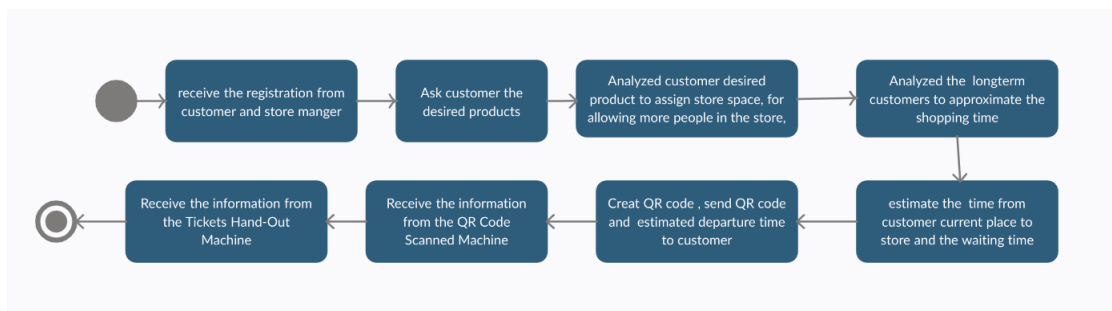 receive the registration from
customer and store manger
Ask customer the
desired products
Analyzed customer desired
product to assign store space, for
allowing more people in the store,
Analyzed the longterm
customers to approximate the
shopping time
estimate the time from
customer current place to
store and the waiting time
Creat QR code , send QR code
and estimated departure time
to customer
Receive the information
from the QR Code
Scanned Machine
Receive the information from
the Tickets Hand-Out
Machine